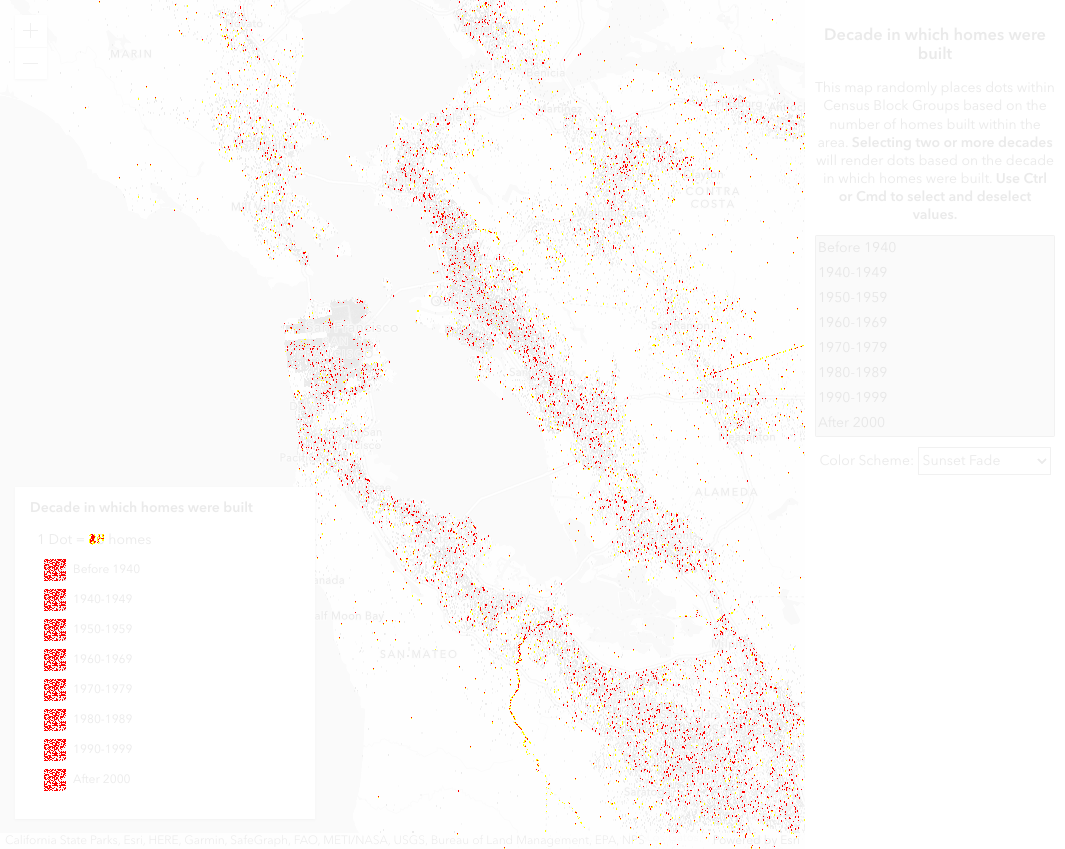 MARIN
CONTRA
COSTA
ALAMEDA
SAN MATEO
Half Moon Bay
+
−
Decade in which homes were built
1 Dot = homes
Before 1940
1940-1949
1950-1959
1960-1969
1970-1979
1980-1989
1990-1999
After 2000
California State Parks, Esri, HERE, Garmin, SafeGraph, FAO, METI/NASA, USGS, Bureau of Land Management, EPA, NPS
Powered by Esri
Decade in which homes were
built
This map randomly places dots within
Census Block Groups based on the
number of homes built within the
area. Selecting two or more decades
will render dots based on the decade
in which homes were built. Use Ctrl
or Cmd to select and deselect
values.
Before 1940
1940-1949
1950-1959
1960-1969
1970-1979
1980-1989
1990-1999
After 2000
Color Scheme: Sunset Fade